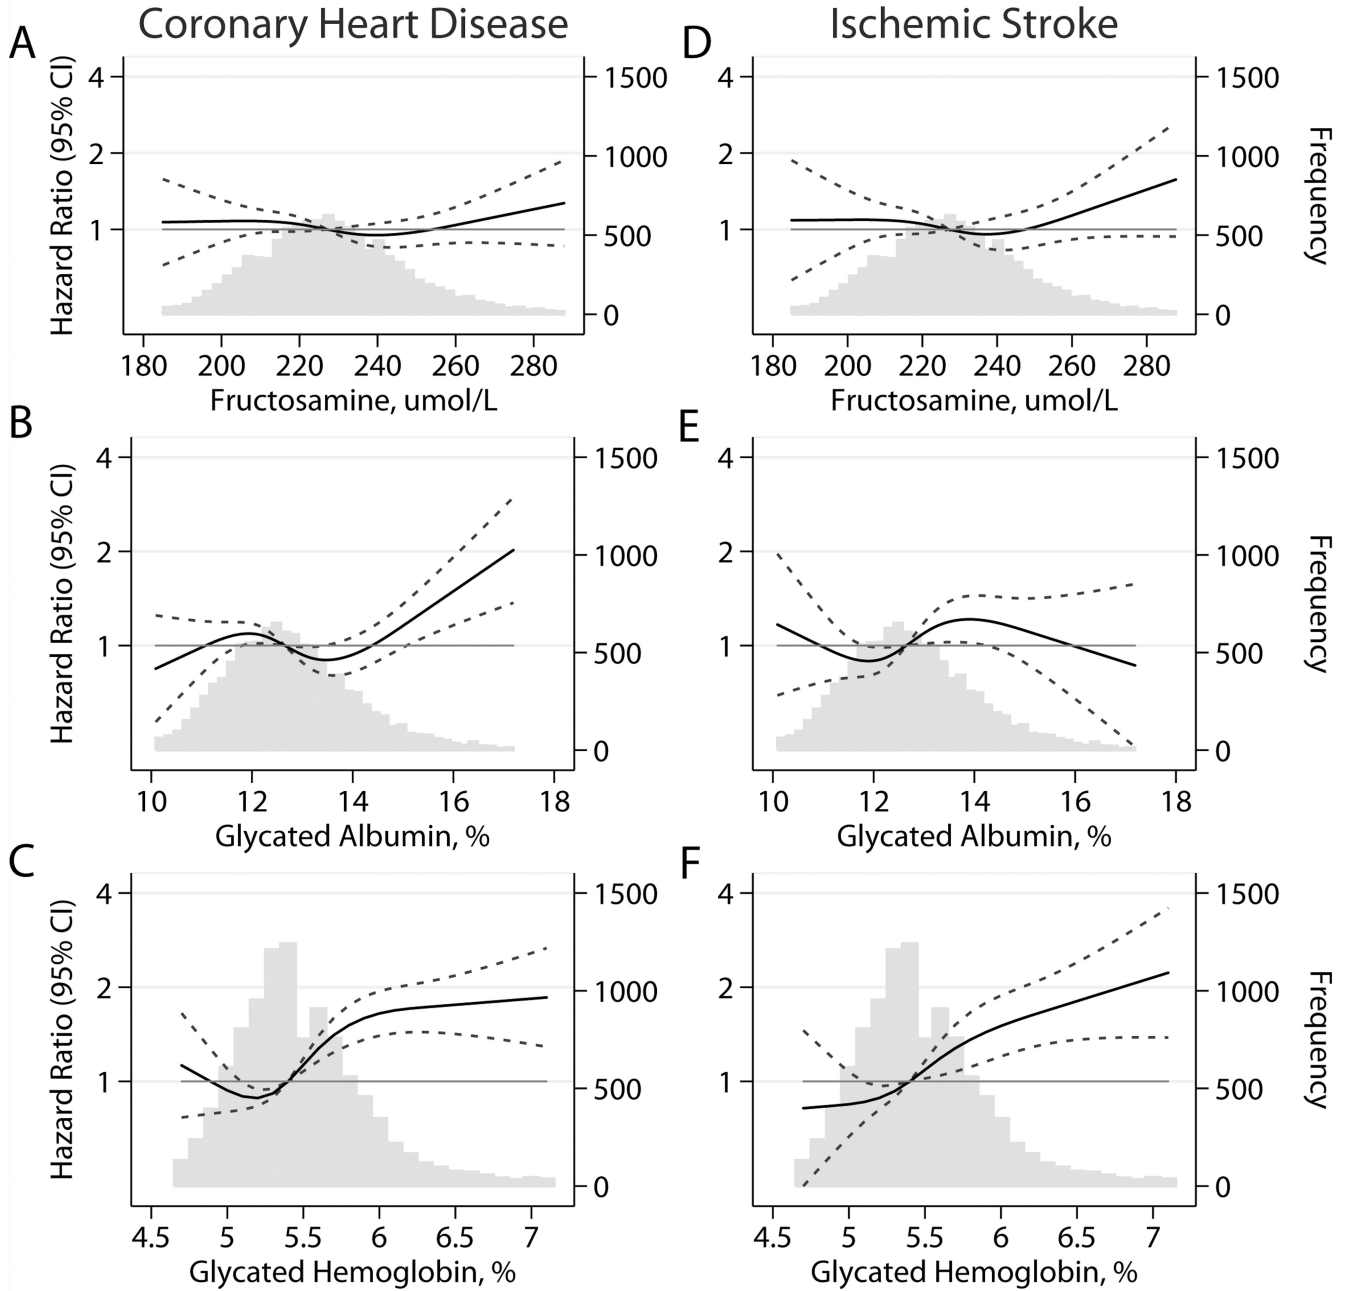 Coronary Heart Disease
Ischemic Stroke
A
Hazard Ratio (95% CI)
4
2
1
1500
1000
500
0
180 200 220 240 260 280
Fructosamine, umol/L
D
4
2
1
1500
1000
500
0
Frequency
180 200 220 240 260 280
Fructosamine, umol/L
B
Hazard Ratio (95% CI)
4
2
1
1500
1000
500
0
10 12 14 16 18
Glycated Albumin, %
E
4
2
1
1500
1000
500
0
Frequency
10 12 14 16 18
Glycated Albumin, %
C
Hazard Ratio (95% CI)
4
2
1
1500
1000
500
0
4.5 5 5.5 6 6.5 7
Glycated Hemoglobin, %
F
4
2
1
1500
1000
500
0
Frequency
4.5 5 5.5 6 6.5 7
Glycated Hemoglobin, %